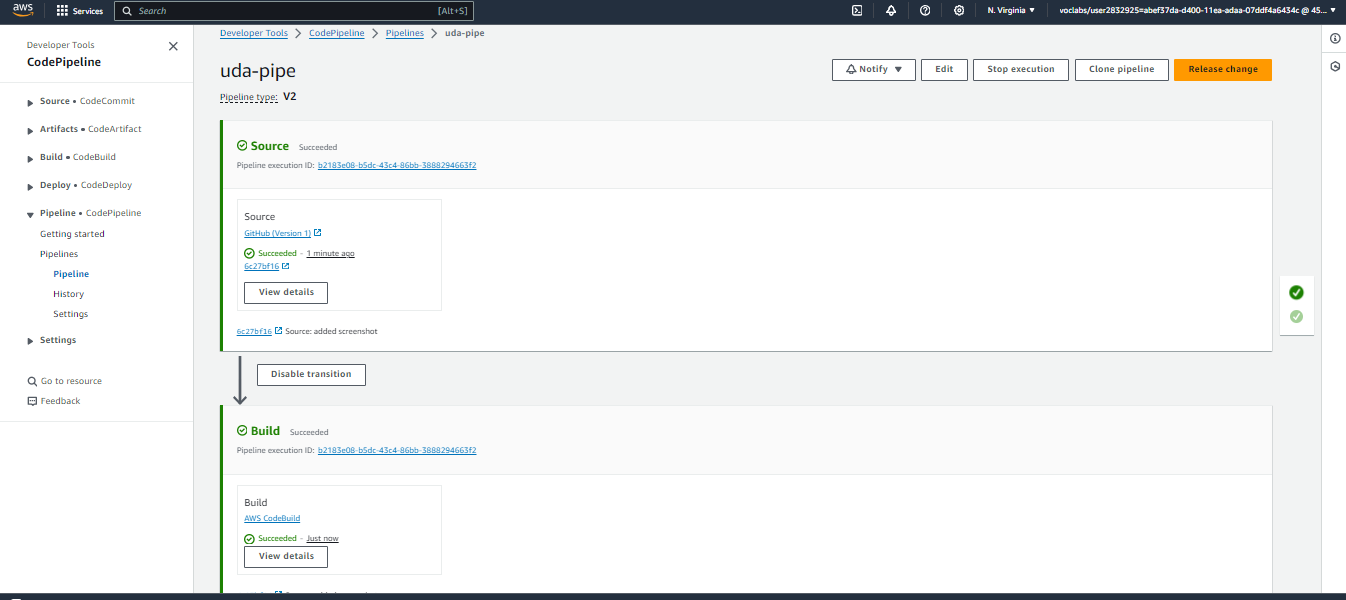 aws Services Search [Alt+S] N. Virginia ▼ voclabs/user2832925=abef37da-d400-11ea-adaa-07ddf4a6434c @ 45... ▼
Developer Tools
CodePipeline
Source • CodeCommit
Artifacts • CodeArtifact
Build • CodeBuild
Deploy • CodeDeploy
Pipeline • CodePipeline
Getting started
Pipelines
Pipeline
History
Settings
Settings
Go to resource
Feedback
Developer Tools > CodePipeline > Pipelines > uda-pipe
uda-pipe
Notify ▼ Edit Stop execution Clone pipeline Release change
Pipeline type: V2
Source Succeeded
Pipeline execution ID: b2183e08-b5dc-43c4-86bb-3888294663f2
Source
GitHub (Version 1)
Succeeded - 1 minute ago
6c27bf16
View details
6c27bf16 Source: added screenshot
Disable transition
Build Succeeded
Pipeline execution ID: b2183e08-b5dc-43c4-86bb-3888294663f2
Build
AWS CodeBuild
Succeeded - Just now
View details